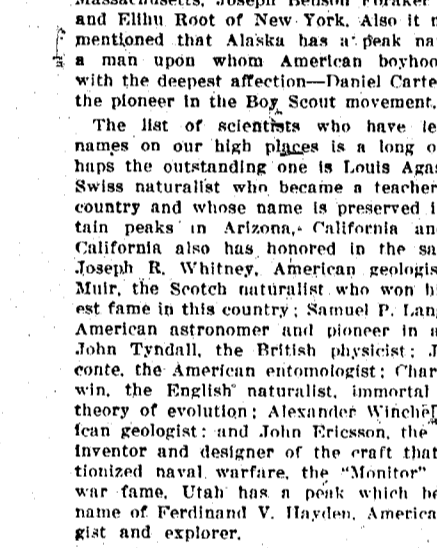 Massachusetts, Joseph Benson Foraker
and Elihu Root of New York. Also it
mentioned that Alaska has a peak na
a man upon whom American boyhoo
with the deepest affection—Daniel Carte
the pioneer in the Boy Scout movement.
The list of scientists who have le
names on our high places is a long o
haps the outstanding one is Louis Agas
Swiss naturalist who became a teacher
country and whose name is preserved i
tain peaks in Arizona, California an
California also has honored in the sa
Joseph R. Whitney, American geologis
Muir, the Scotch naturalist who won h
est fame in this country; Samuel P. Lang
American astronomer and pioneer in a
John Tyndall, the British physicist; J
conte, the American entomologist; Char
win, the English naturalist, immortal
theory of evolution; Alexander Winchel
ican geologist; and John Ericsson, the
inventor and designer of the craft that
tionized naval warfare, the "Monitor"
war fame. Utah has a peak which be
name of Ferdinand V. Hayden, America
gist and explorer.